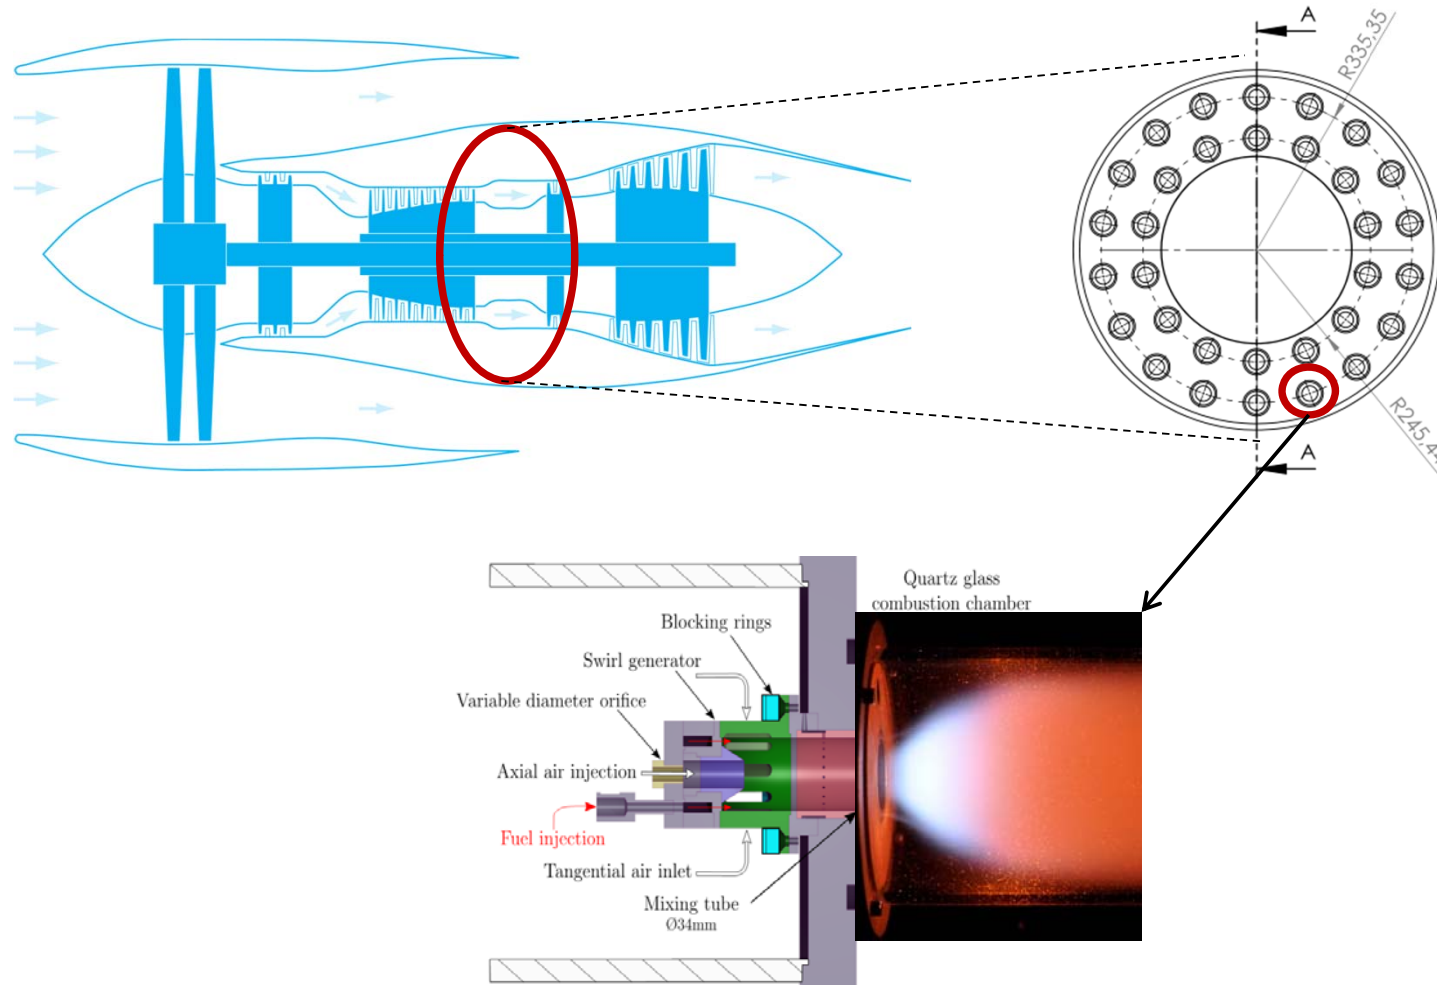 A
R335,35
R245,44
A
Quartz glass
combustion chamber
Blocking rings
Swirl generator
Variable diameter orifice
Axial air injection
Fuel injection
Tangential air inlet
Mixing tube
Ø34mm